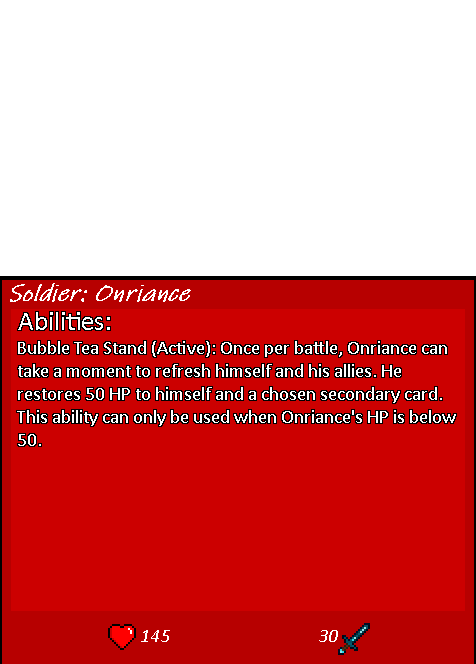 Soldier: Onriance
Abilities:
Bubble Tea Stand (Active): Once per battle, Onriance can
take a moment to refresh himself and his allies. He
restores 50 HP to himself and a chosen secondary card.
This ability can only be used when Onriance's HP is below
50.
145
30